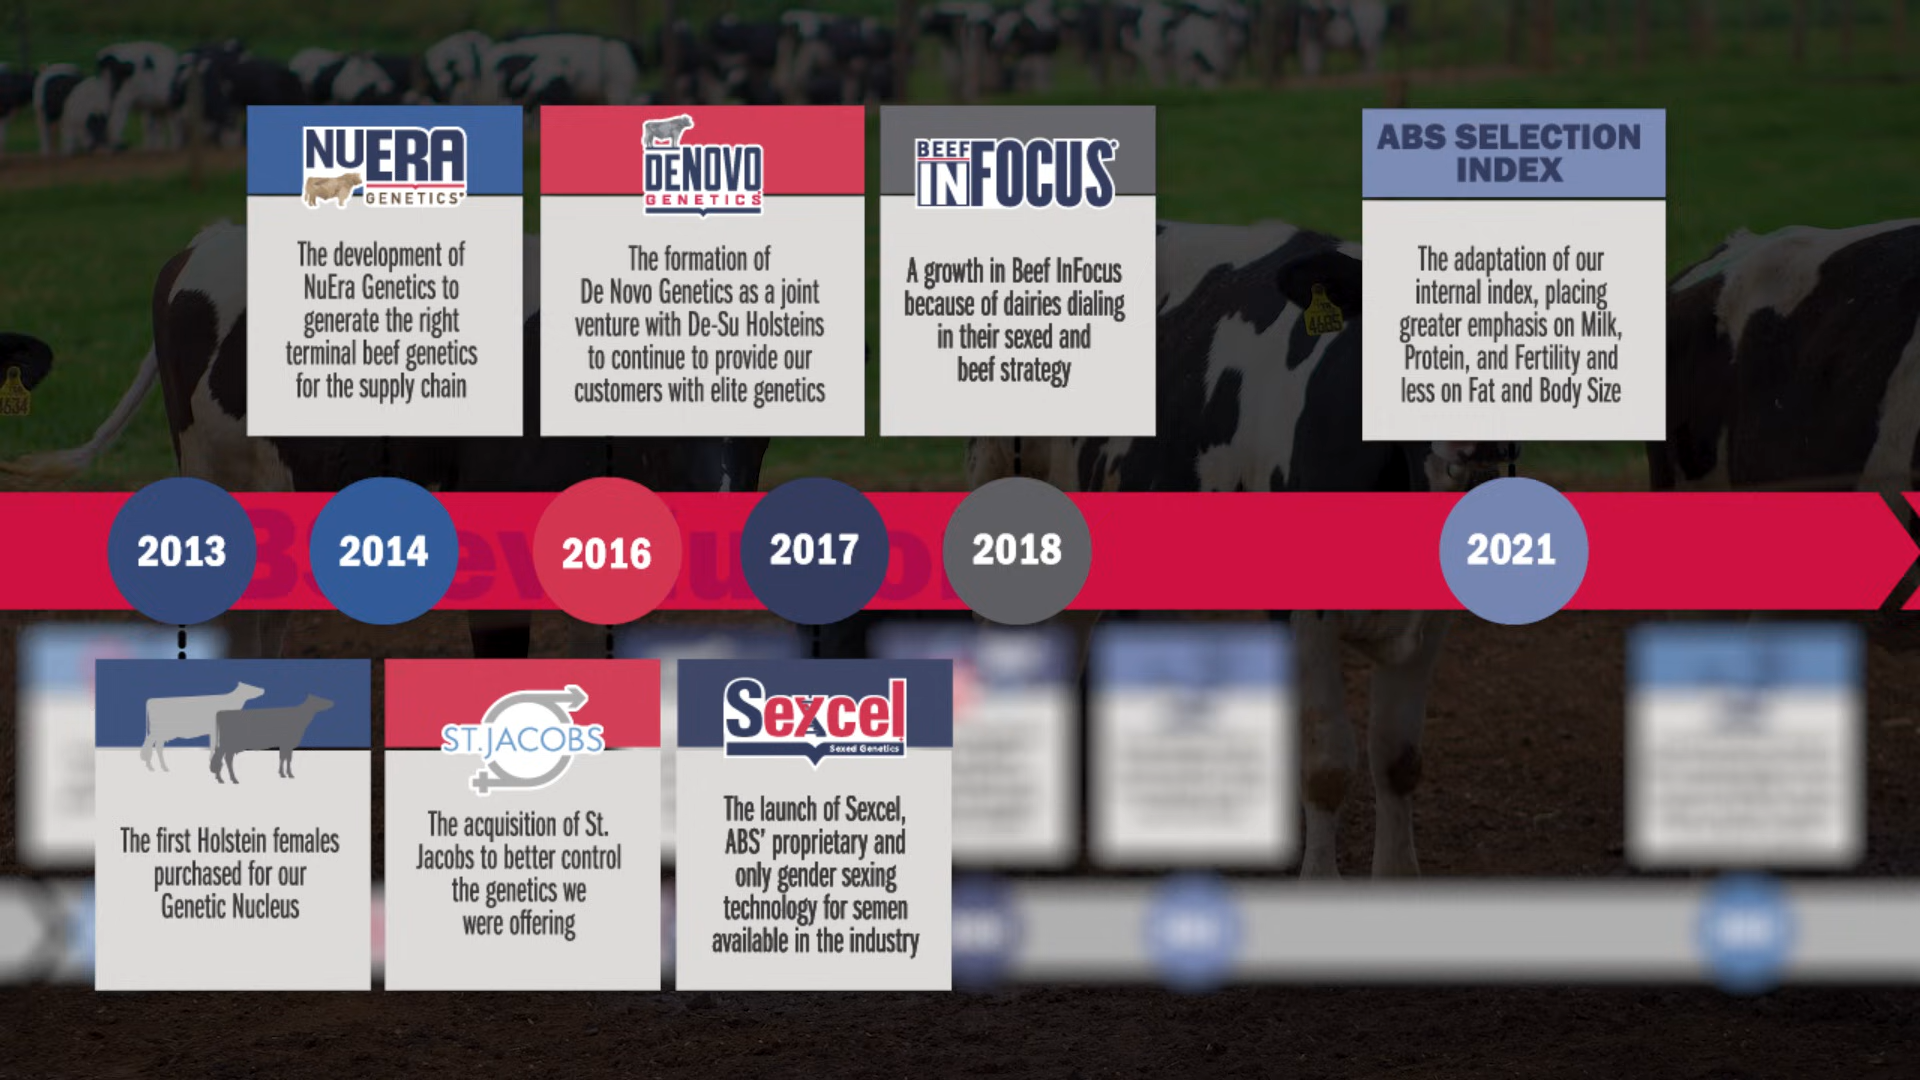 NUERA
GENETICS
The development of
NuEra Genetics to
generate the right
terminal beef genetics
for the supply chain
DENOVO
GENETICS
The formation of
De Novo Genetics as a joint
venture with De-Su Holsteins
to continue to provide our
customers with elite genetics
BEEF
INFOCUS
A growth in Beef InFocus
because of dairies dialing
in their sexed and
beef strategy
ABS SELECTION
INDEX
The adaptation of our
internal index, placing
greater emphasis on Milk,
Protein, and Fertility and
less on Fat and Body Size
4685
4634
2013
2014
2016
2017
2018
2021
The first Holstein females
purchased for our
Genetic Nucleus
ST.JACOBS
The acquisition of St.
Jacobs to better control
the genetics we
were offering
Sexcel
Sexed Genetics
The launch of Sexcel,
ABS' proprietary and
only gender sexing
technology for semen
available in the industry